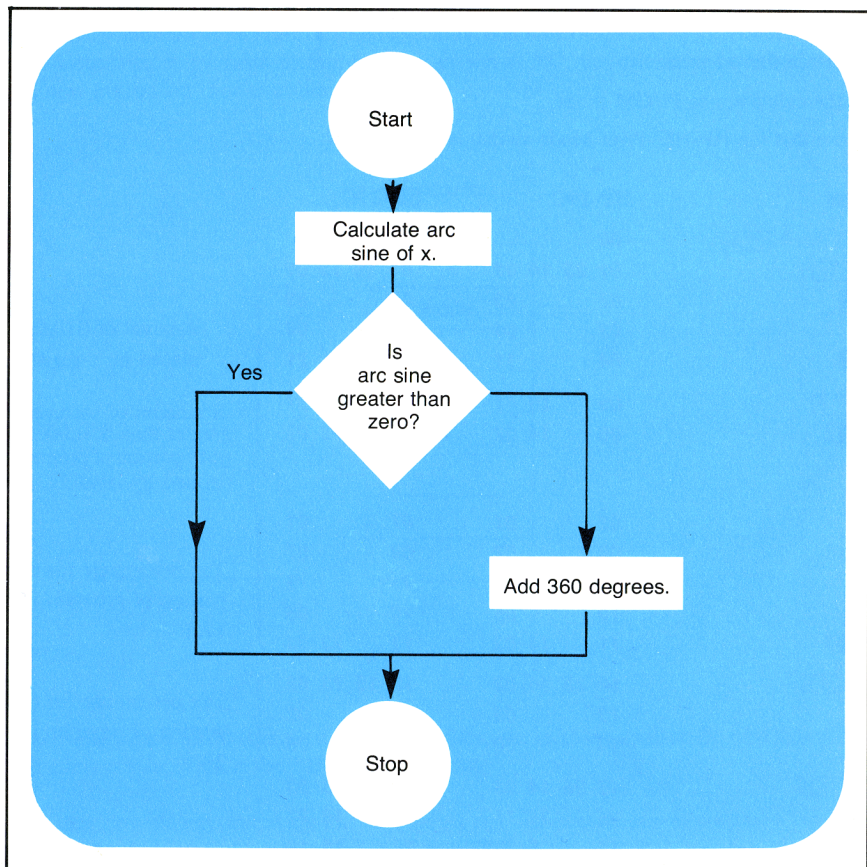 Start
Calculate arc
sine of x.
Is
arc sine
greater than
zero?
Yes
Add 360 degrees.
Stop